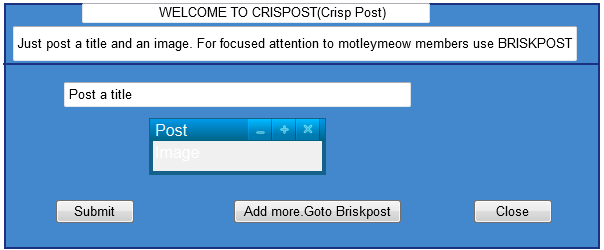 WELCOME TO CRISPOST(Crisp Post)
Just post a title and an image. For focused attention to motleymeow members use BRISKPOST
Post a title
Post
Image
Submit
Add more.Goto Briskpost
Close